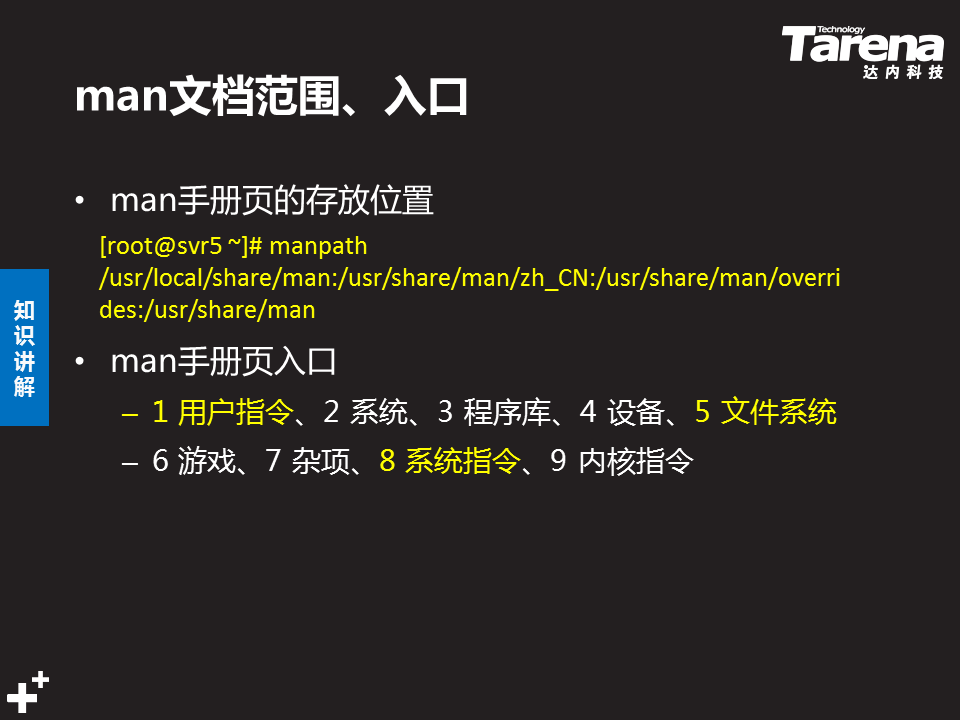 Technology
Tarena
达内科技
man文档范围、入口
• man手册页的存放位置
[root@svr5 ~]# manpath
/usr/local/share/man:/usr/share/man/zh_CN:/usr/share/man/overri
des:/usr/share/man
知识讲解
• man手册页入口
– 1 用户指令、2 系统、3 程序库、4 设备、5 文件系统
– 6 游戏、7 杂项、8 系统指令、9 内核指令